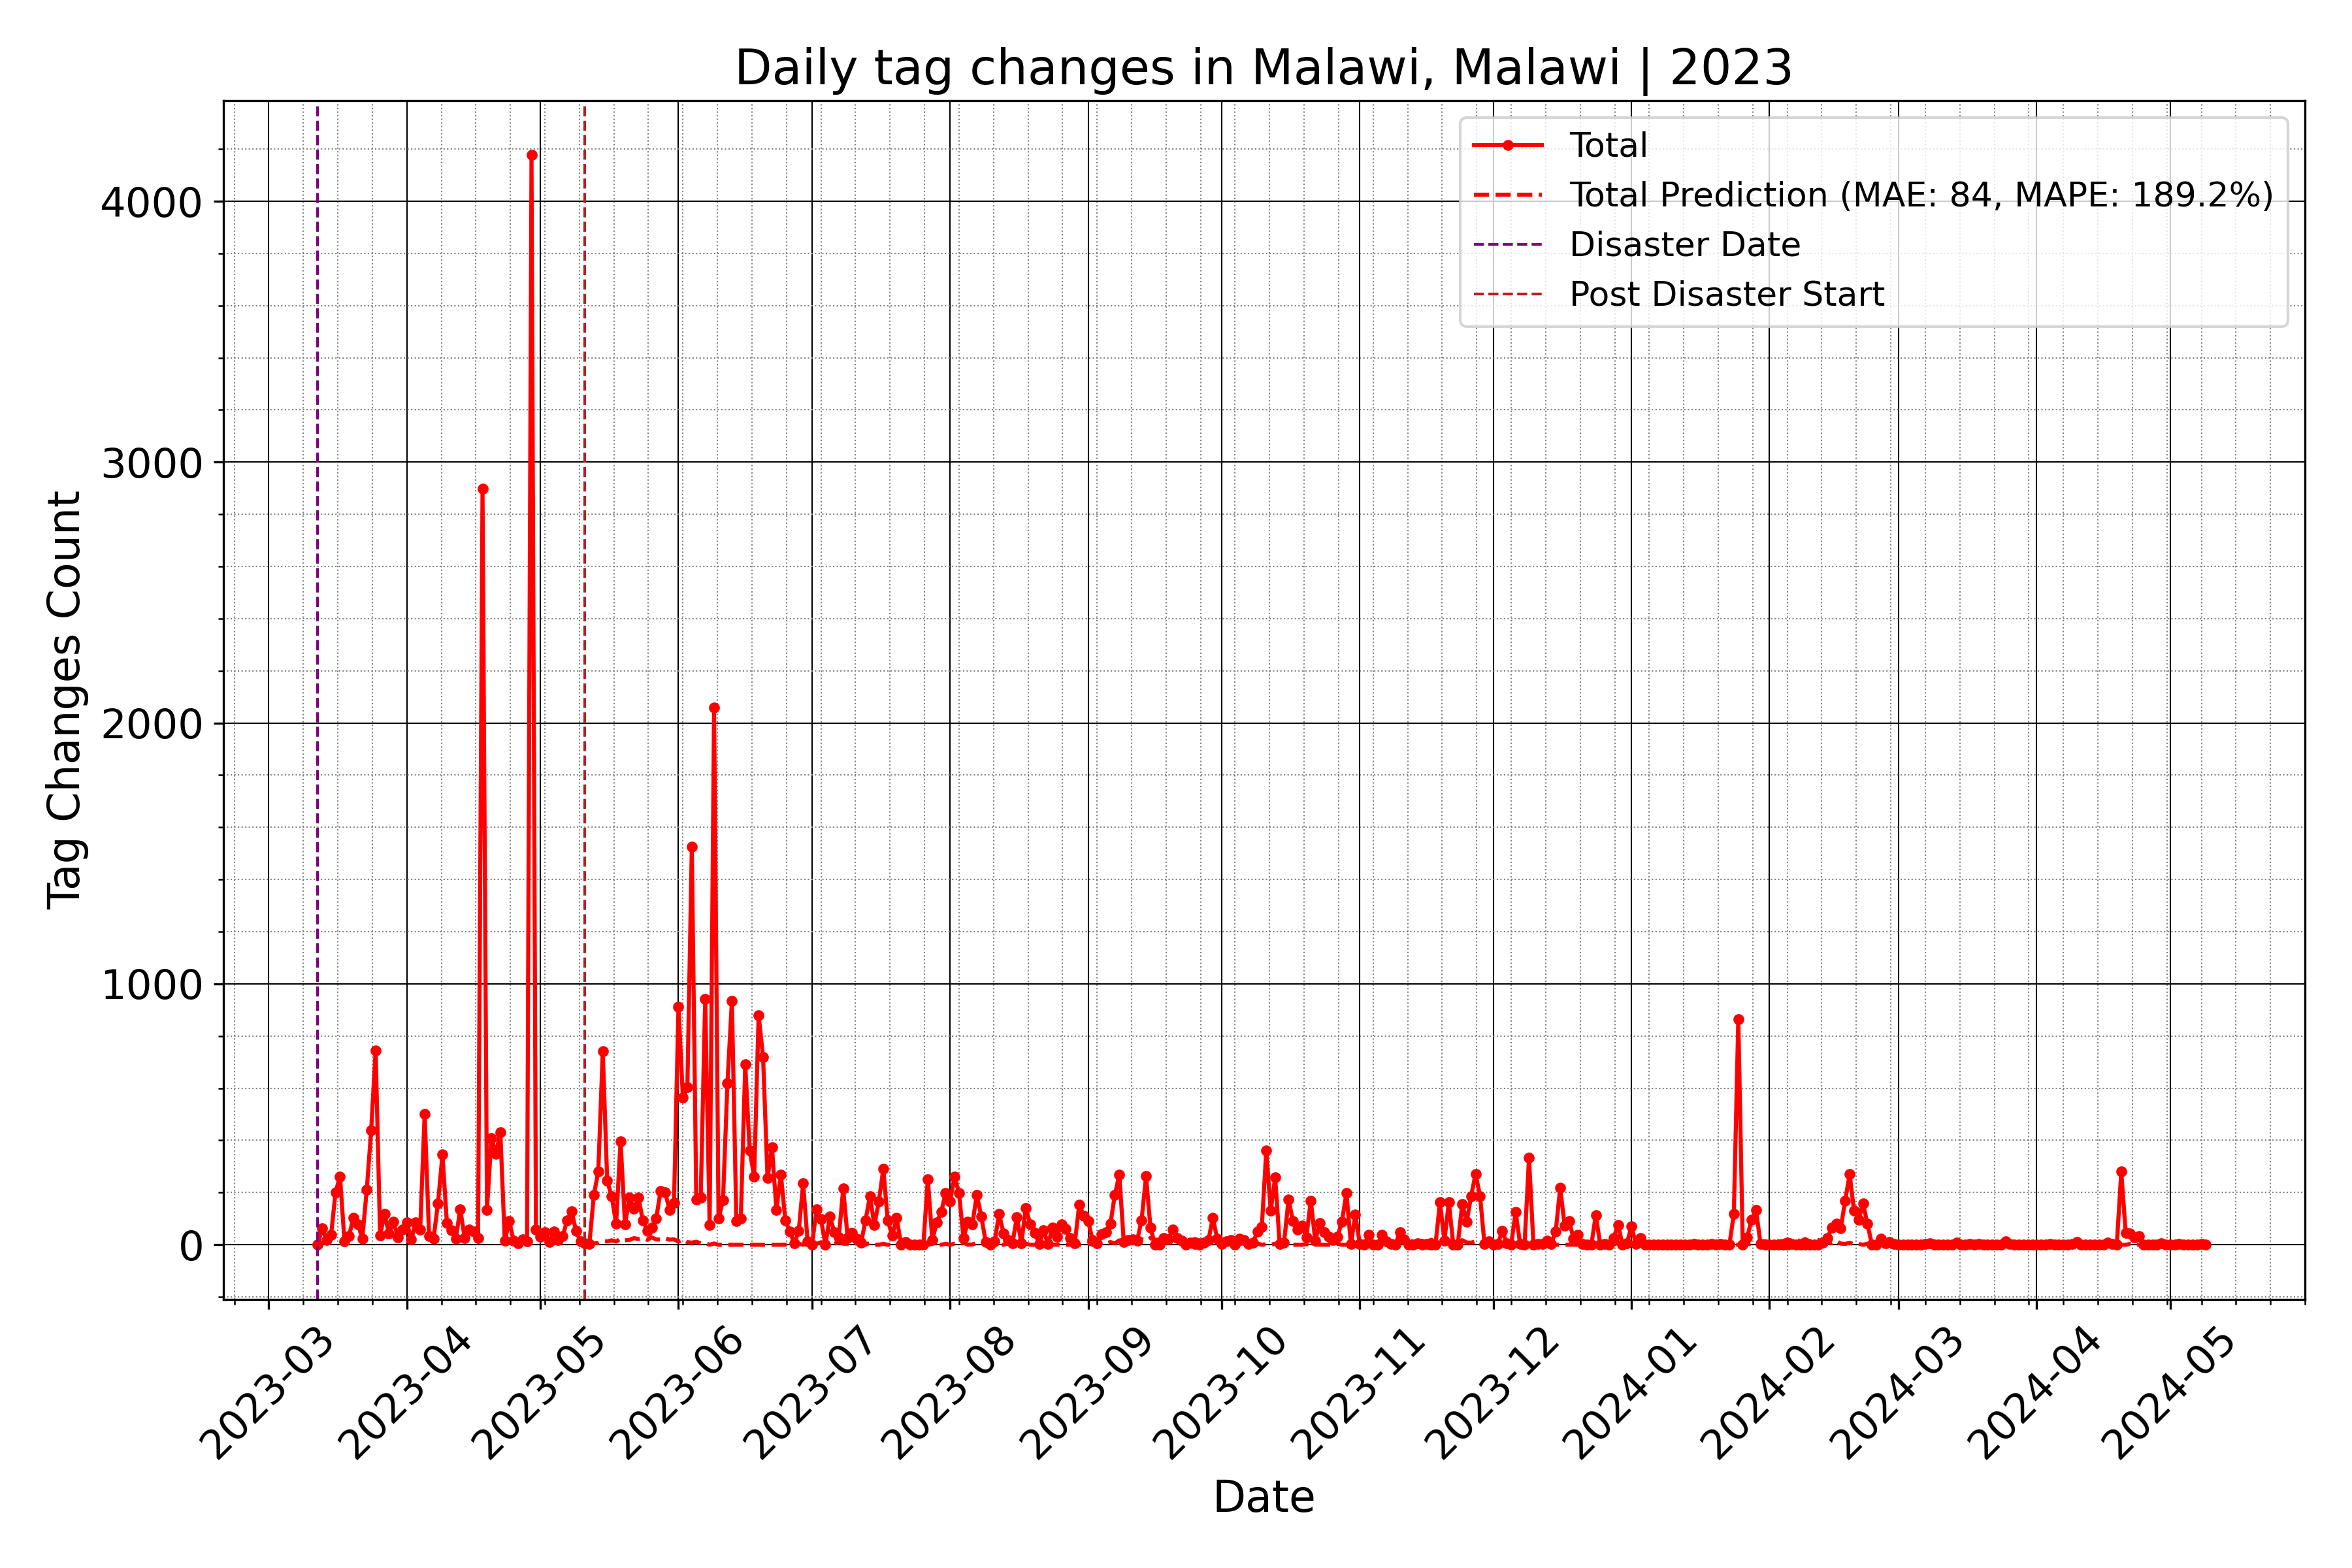 Daily tag changes in Malawi, Malawi | 2023
Total
Total Prediction (MAE: 84, MAPE: 189.2%)
Disaster Date
Post Disaster Start
4000
3000
2000
1000
0
Tag Changes Count
2023-03
2023-04
2023-05
2023-06
2023-07
2023-08
2023-09
2023-10
2023-11
2023-12
2024-01
2024-02
2024-03
2024-04
2024-05
Date